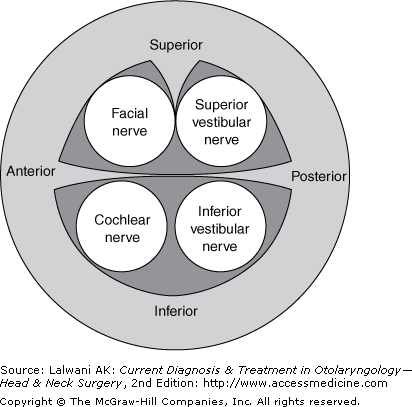 Superior
Facial
nerve
Superior
vestibular
nerve
Anterior
Posterior
Cochlear
nerve
Inferior
vestibular
nerve
Inferior
Source: Lalwani AK: Current Diagnosis & Treatment in Otolaryngology—
Head & Neck Surgery, 2nd Edition: http://www.accessmedicine.com
Copyright © The McGraw-Hill Companies, Inc. All rights reserved.